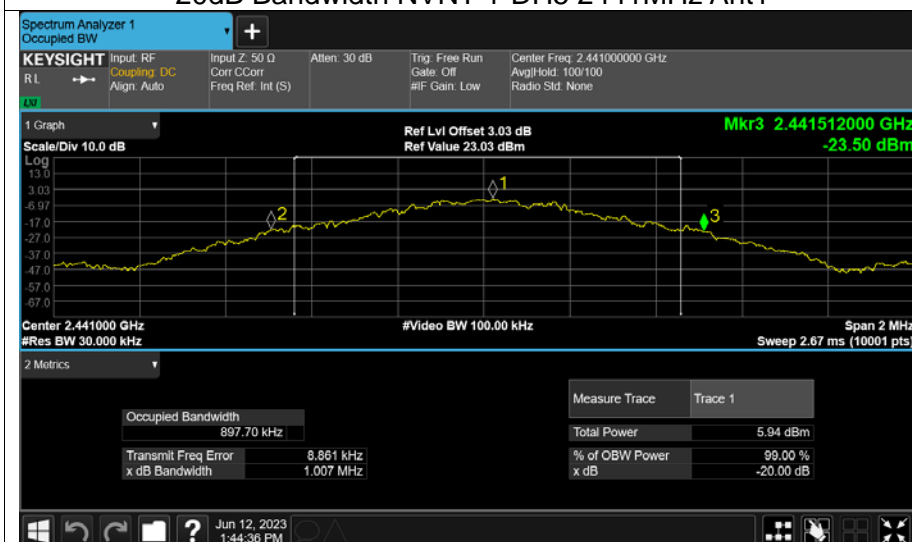 20dB Bandwidth NVNT 1-DH5 2441MHz Ant1
Spectrum Analyzer 1
Occupied BW
+
KEYSIGHT
R L
LXI
Input: RF
Coupling: DC
Align: Auto
Input Z: 50 Ω
Corr CCorr
Freq Ref: Int (S)
Atten: 30 dB
Trig: Free Run
Gate: Off
#IF Gain: Low
Center Freq: 2.441000000 GHz
Avg|Hold: 100/100
Radio Std: None
1 Graph
Scale/Div 10.0 dB
Ref Lvl Offset 3.03 dB
Ref Value 23.03 dBm
Mkr3 2.441512000 GHz
-23.50 dBm
Log
13.0
3.03
-6.97
-17.0
-27.0
-37.0
-47.0
-57.0
-67.0
1
2
3
Center 2.441000 GHz
#Res BW 30.000 kHz
#Video BW 100.00 kHz
Span 2 MHz
Sweep 2.67 ms (10001 pts)
2 Metrics
Occupied Bandwidth
897.70 kHz
Transmit Freq Error 8.861 kHz
x dB Bandwidth 1.007 MHz
Measure Trace Trace 1
Total Power 5.94 dBm
% of OBW Power 99.00 %
x dB -20.00 dB
?
Jun 12, 2023
1:44:36 PM